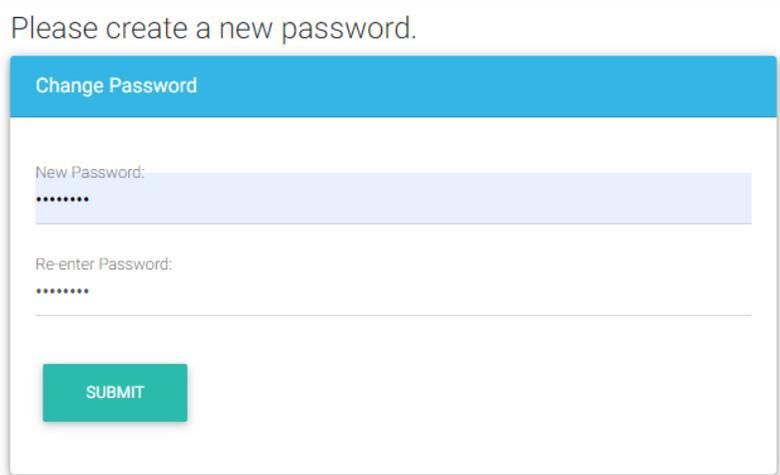 Please create a new password.
Change Password
New Password:
••••••••
Re-enter Password:
••••••••
SUBMIT